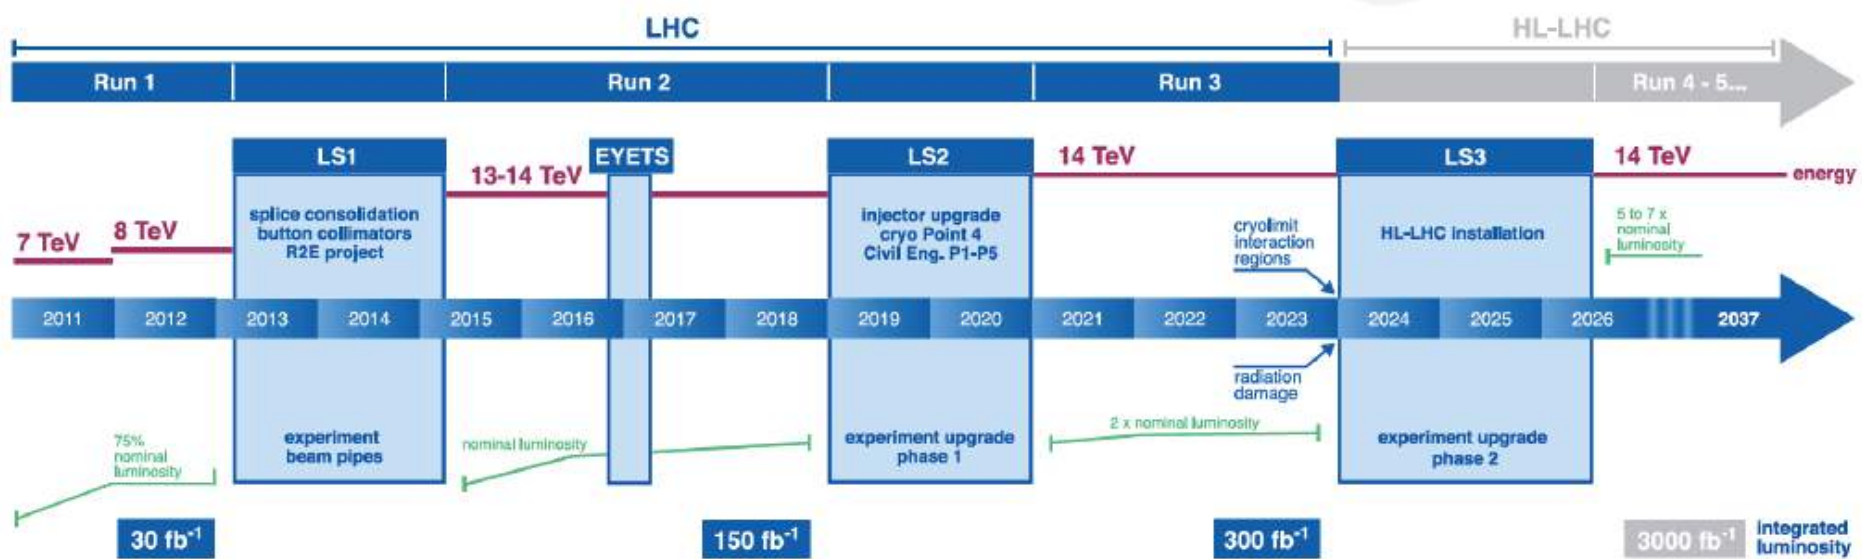 LHC
HL-LHC
Run 1
Run 2
Run 3
Run 4 - 5...
LS1
EYETS
LS2
14 TeV
LS3
14 TeV
energy
13-14 TeV
7 TeV
8 TeV
splice consolidation
button collimators
R2E project
injector upgrade
cryo Point 4
Civil Eng. P1-P5
cryolimit
interaction
regions
HL-LHC installation
5 to 7 x
nominal
luminosity
2011
2012
2013
2014
2015
2016
2017
2018
2019
2020
2021
2022
2023
2024
2025
2026
2037
radiation
damage
75%
nominal
luminosity
experiment
beam pipes
nominal luminosity
experiment upgrade
phase 1
2 x nominal luminosity
experiment upgrade
phase 2
30 fb⁻¹
150 fb⁻¹
300 fb⁻¹
3000 fb⁻¹
integrated
luminosity